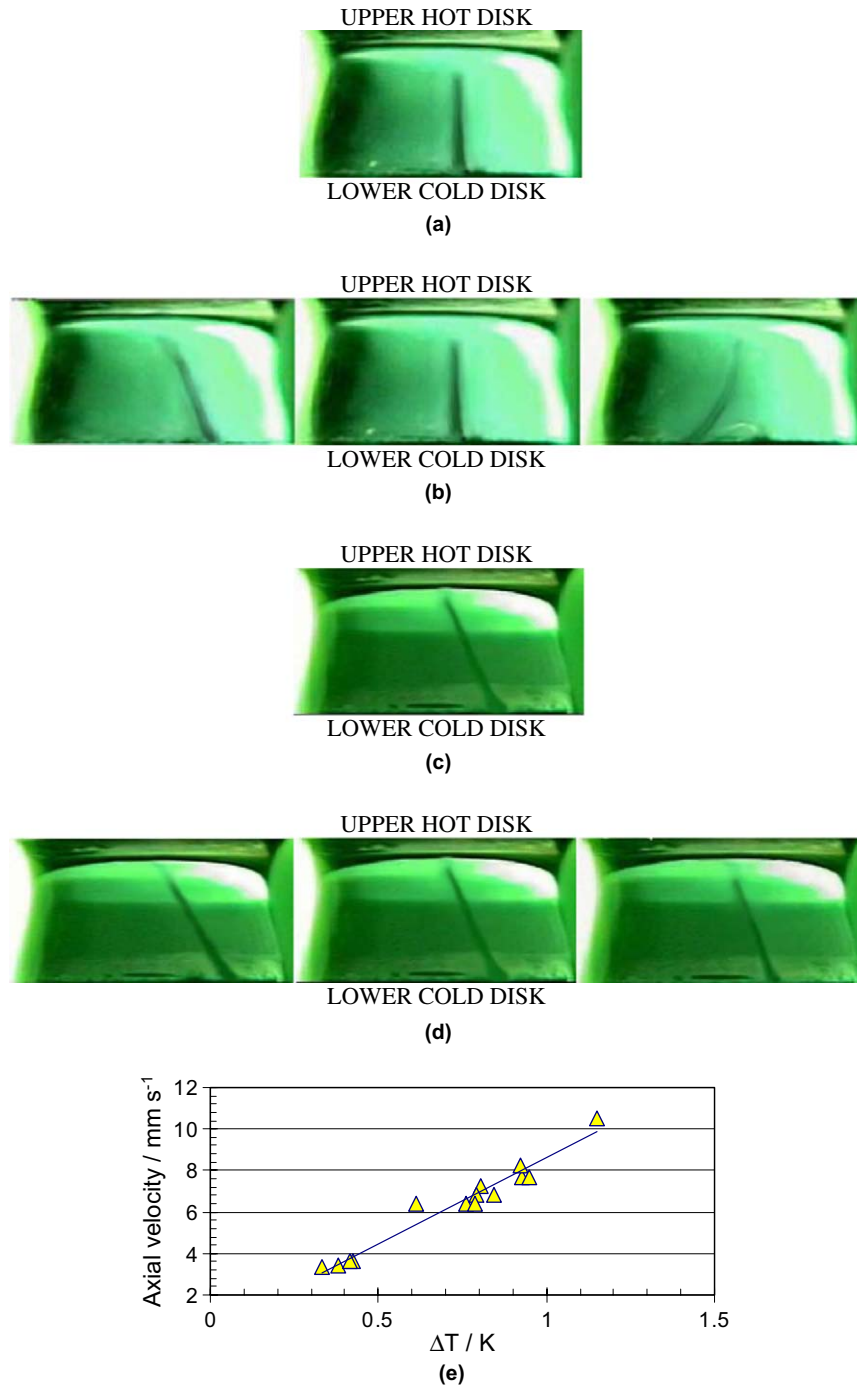 UPPER HOT DISK
LOWER COLD DISK
(a)
UPPER HOT DISK
LOWER COLD DISK
(b)
UPPER HOT DISK
LOWER COLD DISK
(c)
UPPER HOT DISK
LOWER COLD DISK
(d)
Axial velocity / mm s-1
12
10
8
6
4
2
0 0.5 1 1.5
ΔT / K
(e)